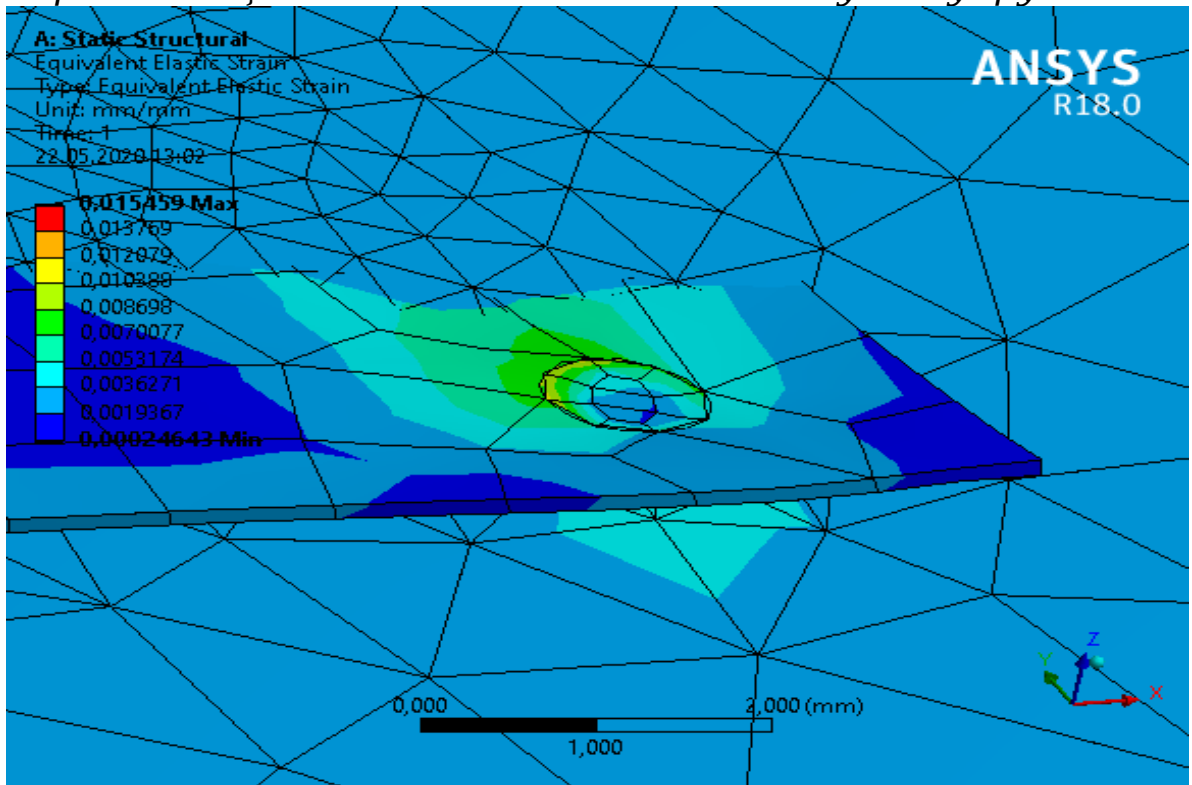 A: Static Structural
Equivalent Elastic Strain
Type: Equivalent Elastic Strain
Unit: mm/mm
Time: 1
22.05.2020 13:02
ANSYS
R18.0
0,015459 Max
0,013769
0,012079
0,010388
0,008698
0,0070077
0,0053174
0,0036271
0,0019367
0,00024643 Min
0,000
2,000 (mm)
1,000
Z
Y
X